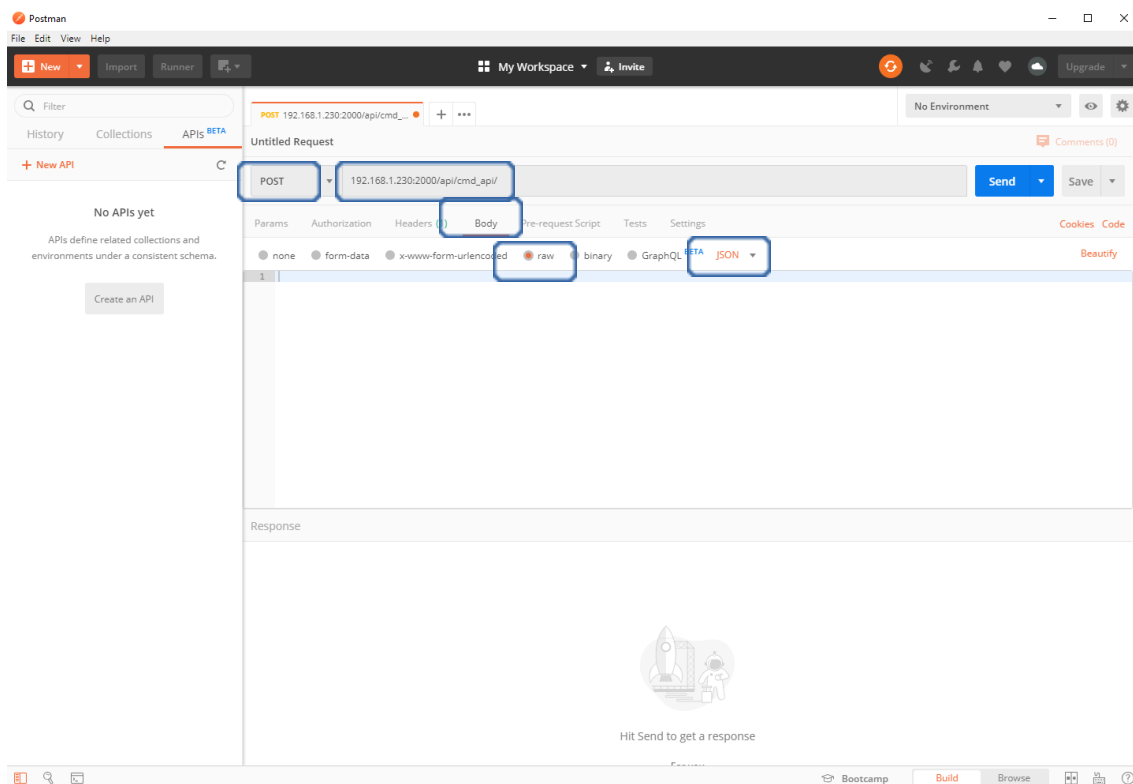 Postman
File Edit View Help
New Import Runner My Workspace Invite Upgrade
Filter
History Collections APIs BETA
+ New API
No APIs yet
APIs define related collections and
environments under a consistent schema.
Create an API
POST 192.168.1.230:2000/api/cmd_... + •••
No Environment
Untitled Request
Comments (0)
POST 192.168.1.230:2000/api/cmd_api/ Send Save
Params Authorization Headers Body Pre-request Script Tests Settings Cookies Code
none form-data x-www-form-urlencoded raw binary GraphQL BETA JSON Beautify
1
Response
Hit Send to get a response
Bootcamp Build Browse